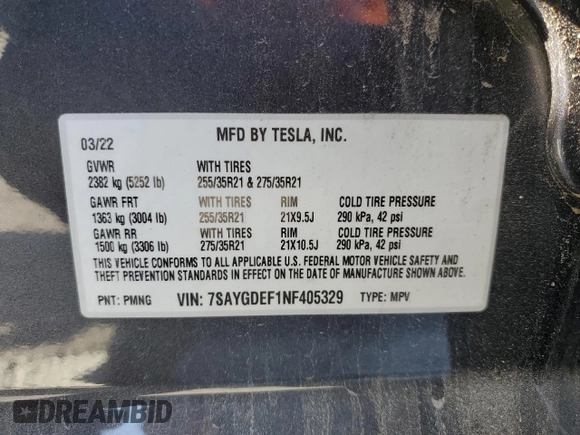 03/22 MFD BY TESLA, INC.
GVWR WITH TIRES
2382 kg (5252 lb) 255/35R21 & 275/35R21
GAWR FRT WITH TIRES RIM COLD TIRE PRESSURE
1363 kg (3004 lb) 255/35R21 21X9.5J 290 kPa, 42 psi
GAWR RR WITH TIRES RIM COLD TIRE PRESSURE
1500 kg (3306 lb) 275/35R21 21X10.5J 290 kPa, 42 psi
THIS VEHICLE CONFORMS TO ALL APPLICABLE U.S. FEDERAL MOTOR VEHICLE SAFETY AND
THEFT PREVENTION STANDARDS IN EFFECT ON THE DATE OF MANUFACTURE SHOWN ABOVE.
PNT: PMNG VIN: 7SAYGDEF1NF405329 TYPE: MPV
DREAMBID